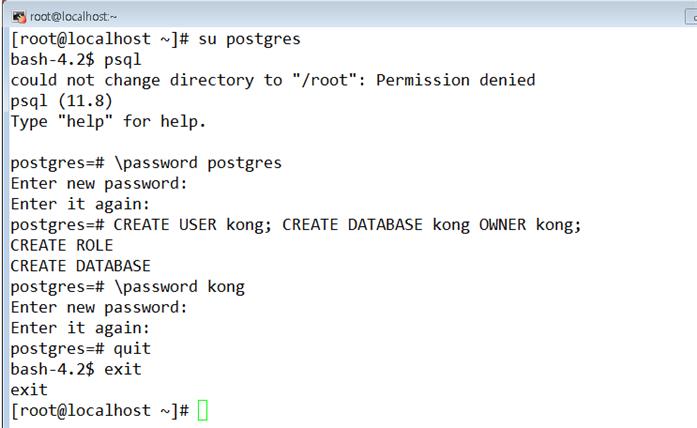 root@localhost:~
[root@localhost ~]# su postgres
bash-4.2$ psql
could not change directory to "/root": Permission denied
psql (11.8)
Type "help" for help.
postgres=# \password postgres
Enter new password:
Enter it again:
postgres=# CREATE USER kong; CREATE DATABASE kong OWNER kong;
CREATE ROLE
CREATE DATABASE
postgres=# \password kong
Enter new password:
Enter it again:
postgres=# quit
bash-4.2$ exit
exit
[root@localhost ~]#